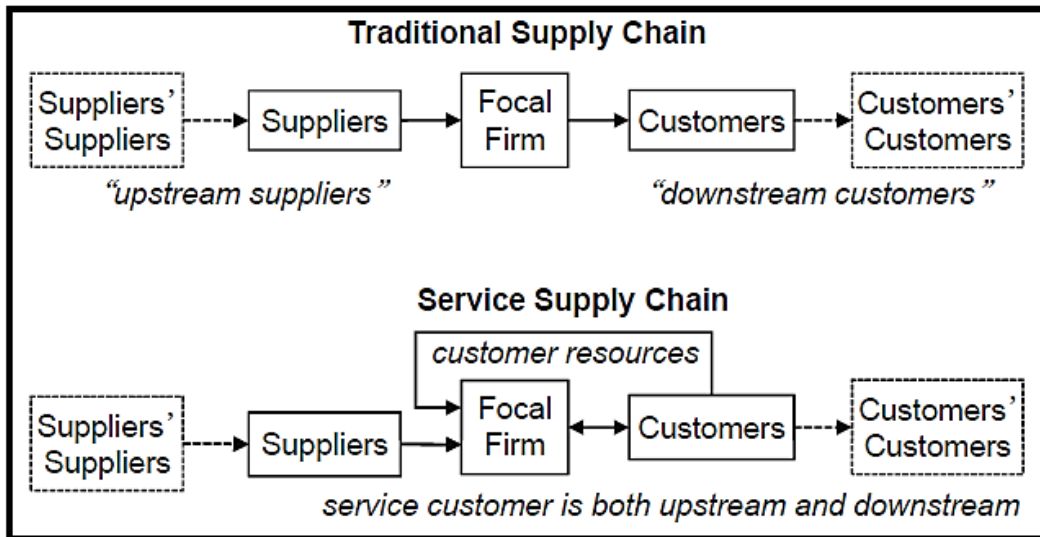 Traditional Supply Chain
Suppliers’
Suppliers
Suppliers
Focal
Firm
Customers
Customers’
Customers
“upstream suppliers”
“downstream customers”
Service Supply Chain
customer resources
Suppliers’
Suppliers
Suppliers
Focal
Firm
Customers
Customers’
Customers
service customer is both upstream and downstream